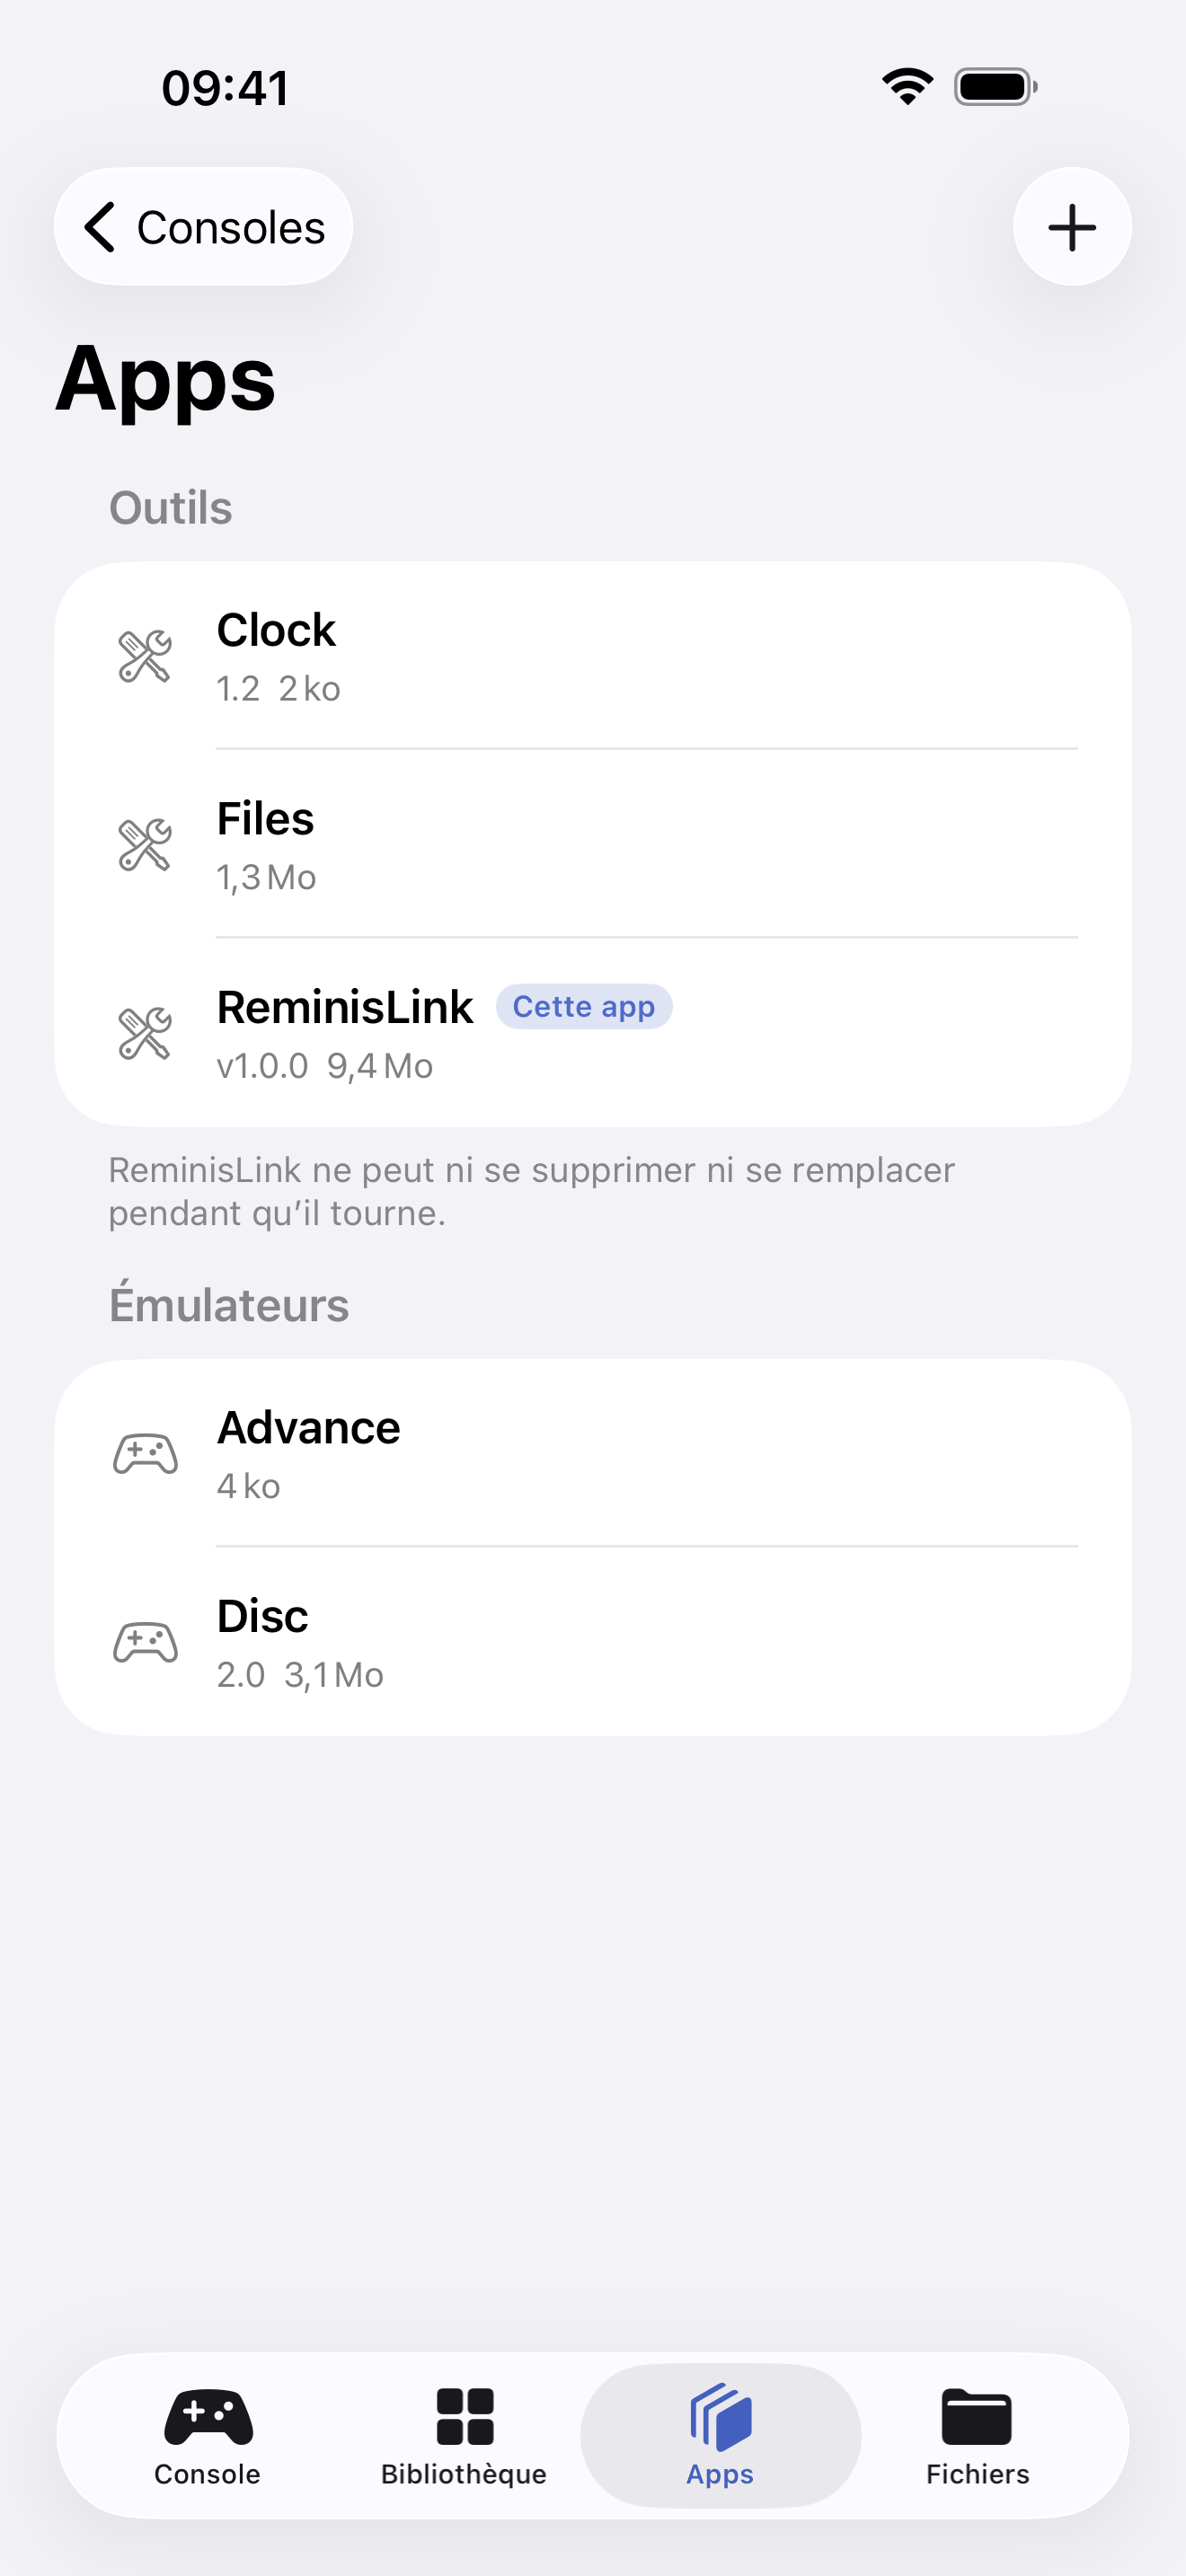 09:41
Consoles
Apps
Outils
Clock
1.2 2 ko
Files
1,3 Mo
ReminisLink Cette app
v1.0.0 9,4 Mo
ReminisLink ne peut ni se supprimer ni se remplacer
pendant qu’il tourne.
Émulateurs
Advance
4 ko
Disc
2.0 3,1 Mo
Console Bibliothèque Apps Fichiers